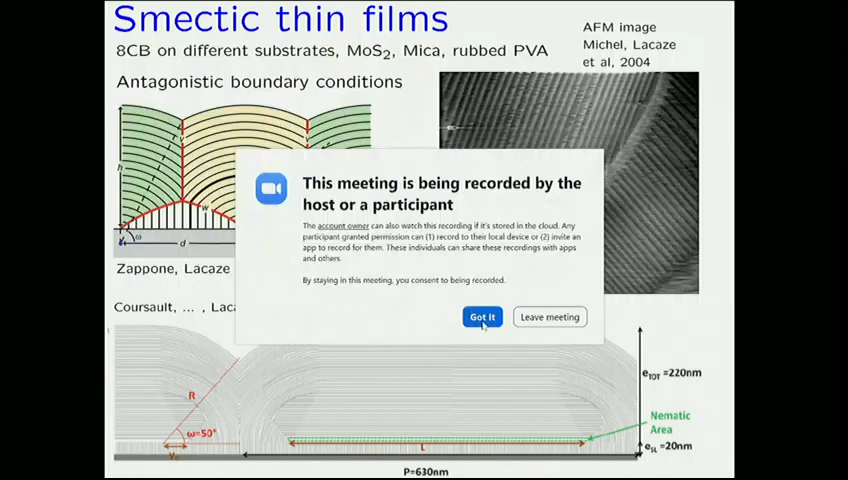 Smectic thin films
8CB on different substrates, MoS2, Mica, rubbed PVA
AFM image
Michel, Lacaze
et al, 2004
Antagonistic boundary conditions
h
w
ω
d
Zappone, Lacaze
This meeting is being recorded by the
host or a participant
The account owner can also watch this recording if it's stored in the cloud. Any
participant granted permission can (1) record to their local device or (2) invite an
app to record for them. These individuals can share these recordings with apps
and others.
By staying in this meeting, you consent to being recorded.
Got It
Leave meeting
Coursault, ... , Laca
R
ω=50°
L
eTOT =220nm
Nematic
Area
eSL =20nm
P=630nm